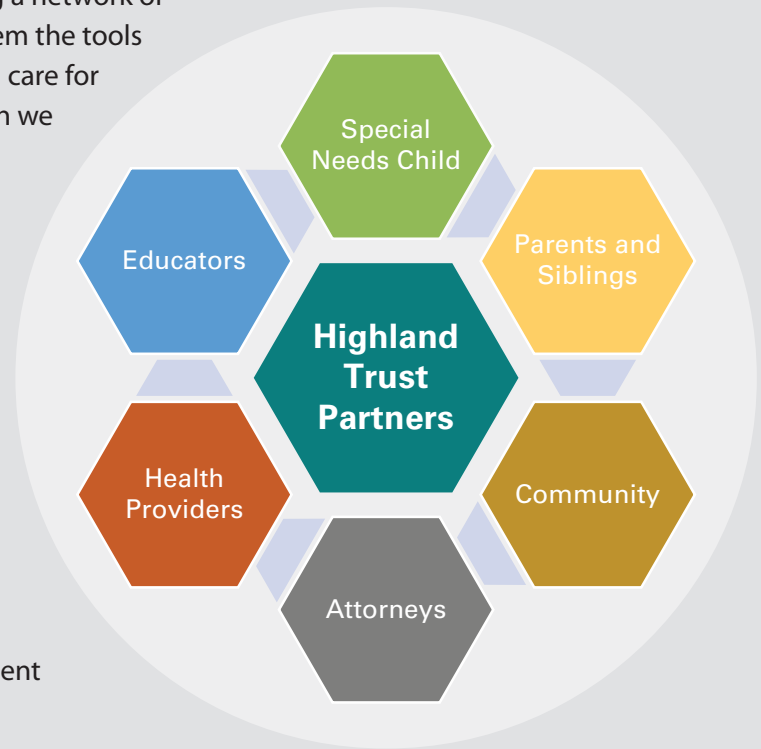 g a network of
em the tools
care for
n we
Special
Needs Child
Educators
Parents and
Siblings
Highland
Trust
Partners
Health
Providers
Community
Attorneys
ent